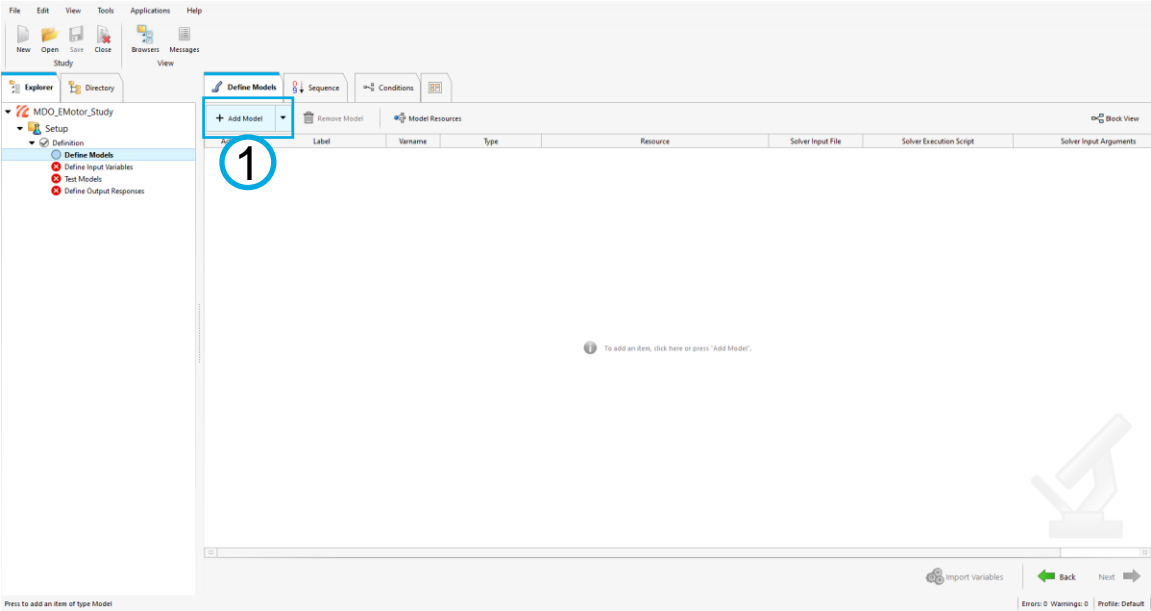 File Edit View Tools Applications Help
New Open Save Close Browsers Messages
Study View
Explorer Directory Define Models Sequence Conditions
MDO_EMotor_Study
+ Add Model Remove Model Model Resources Block View
Setup
Definition
Label Varname Type Resource Solver Input File Solver Execution Script Solver Input Arguments
Define Models
1
Define Input Variables
Test Models
Define Output Responses
To add an item, click here or press "Add Model".
Import Variables Back Next
Press to add an item of type Model Errors: 0 Warnings: 0 Profile: Default